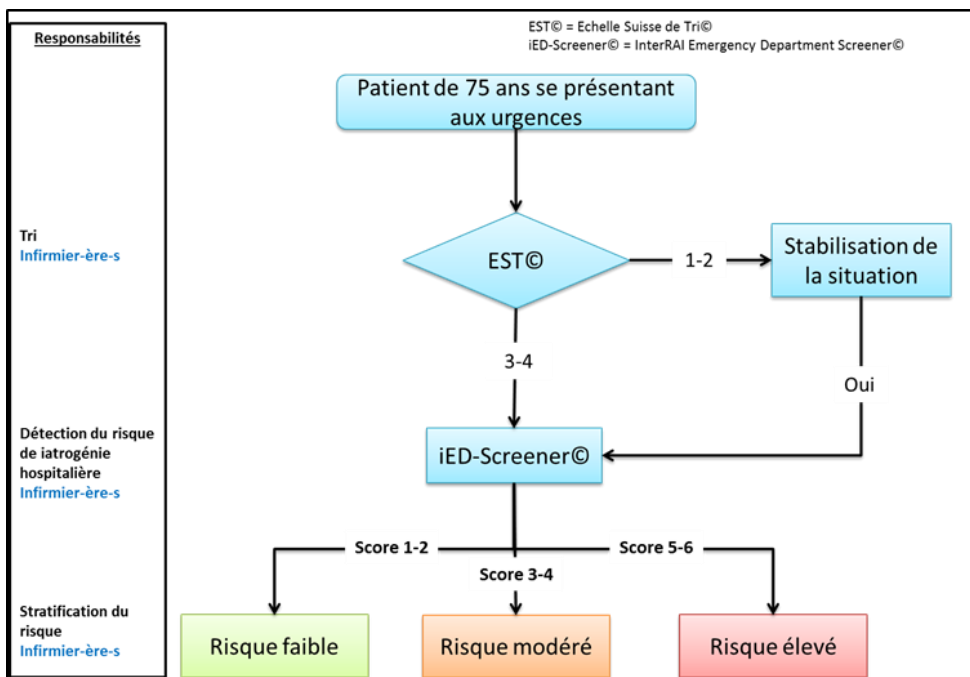 Responsabilités
EST© = Echelle Suisse de Tri©
iED-Screener© = InterRAI Emergency Department Screener©
Patient de 75 ans se présentant
aux urgences
Tri
Infirmier-ère-s
EST©
1-2
Stabilisation de
la situation
3-4
Oui
Détection du risque
de iatrogénie
hospitalière
Infirmier-ère-s
iED-Screener©
Score 1-2
Score 3-4
Score 5-6
Stratification du
risque
Infirmier-ère-s
Risque faible
Risque modéré
Risque élevé